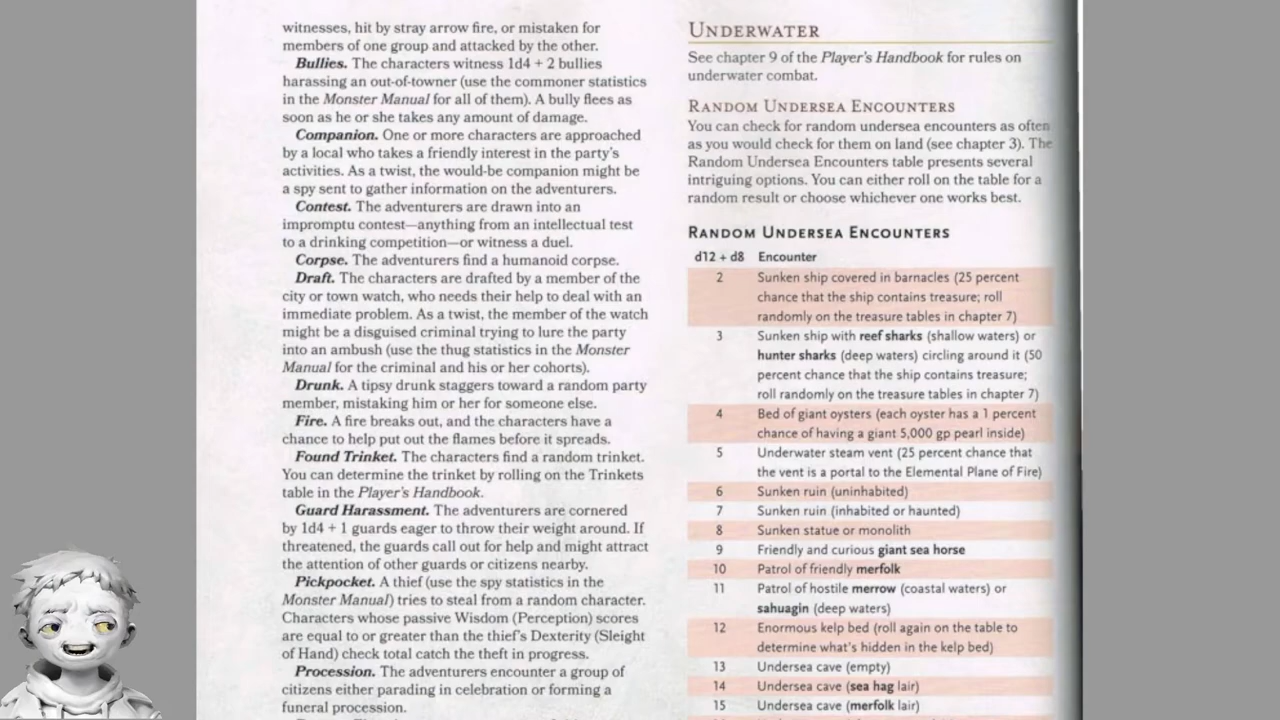 witnesses, hit by stray arrow fire, or mistaken for
members of one group and attacked by the other.
Bullies. The characters witness 1d4 + 2 bullies
harassing an out-of-towner (use the commoner statistics
in the Monster Manual for all of them). A bully flees as
soon as he or she takes any amount of damage.
Companion. One or more characters are approached
by a local who takes a friendly interest in the party's
activities. As a twist, the would-be companion might be
a spy sent to gather information on the adventurers.
Contest. The adventurers are drawn into an
impromptu contest—anything from an intellectual test
to a drinking competition—or witness a duel.
Corpse. The adventurers find a humanoid corpse.
Draft. The characters are drafted by a member of the
city or town watch, who needs their help to deal with an
immediate problem. As a twist, the member of the watch
might be a disguised criminal trying to lure the party
into an ambush (use the thug statistics in the Monster
Manual for the criminal and his or her cohorts).
Drunk. A tipsy drunk staggers toward a random party
member, mistaking him or her for someone else.
Fire. A fire breaks out, and the characters have a
chance to help put out the flames before it spreads.
Found Trinket. The characters find a random trinket.
You can determine the trinket by rolling on the Trinkets
table in the Player's Handbook.
Guard Harassment. The adventurers are cornered
by 1d4 + 1 guards eager to throw their weight around. If
threatened, the guards call out for help and might attract
the attention of other guards or citizens nearby.
Pickpocket. A thief (use the spy statistics in the
Monster Manual) tries to steal from a random character.
Characters whose passive Wisdom (Perception) scores
are equal to or greater than the thief's Dexterity (Sleight
of Hand) check total catch the theft in progress.
Procession. The adventurers encounter a group of
citizens either parading in celebration or forming a
funeral procession.
UNDERWATER
See chapter 9 of the Player's Handbook for rules on
underwater combat.
RANDOM UNDERSEA ENCOUNTERS
You can check for random undersea encounters as often
as you would check for them on land (see chapter 3). The
Random Undersea Encounters table presents several
intriguing options. You can either roll on the table for a
random result or choose whichever one works best.
RANDOM UNDERSEA ENCOUNTERS
d12 + d8 Encounter
2 Sunken ship covered in barnacles (25 percent
chance that the ship contains treasure; roll
randomly on the treasure tables in chapter 7)
3 Sunken ship with reef sharks (shallow waters) or
hunter sharks (deep waters) circling around it (50
percent chance that the ship contains treasure;
roll randomly on the treasure tables in chapter 7)
4 Bed of giant oysters (each oyster has a 1 percent
chance of having a giant 5,000 gp pearl inside)
5 Underwater steam vent (25 percent chance that
the vent is a portal to the Elemental Plane of Fire)
6 Sunken ruin (uninhabited)
7 Sunken ruin (inhabited or haunted)
8 Sunken statue or monolith
9 Friendly and curious giant sea horse
10 Patrol of friendly merfolk
11 Patrol of hostile merrow (coastal waters) or
sahuagin (deep waters)
12 Enormous kelp bed (roll again on the table to
determine what's hidden in the kelp bed)
13 Undersea cave (empty)
14 Undersea cave (sea hag lair)
15 Undersea cave (merfolk lair)